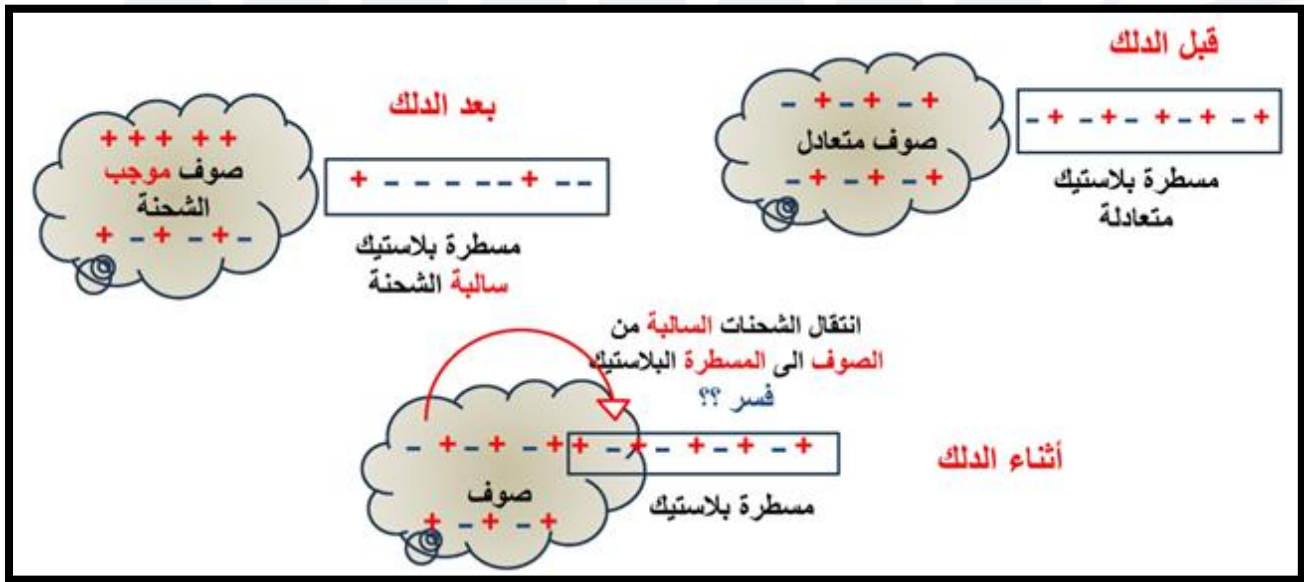 قبل الدلك
- + - + - +
صوف متعادل
- + - + - +
- + - + - + - + - +
مسطرة بلاستيك
متعادلة
بعد الدلك
+ + + + +
صوف موجب
الشحنة
+ - + - + -
+ - - - - - + - -
مسطرة بلاستيك
سالبة الشحنة
انتقال الشحنات السالبة من
الصوف الى المسطرة البلاستيك
فسر ؟؟
أثناء الدلك
- + - + - + + - + - + - + - +
صوف
+ - + - +
مسطرة بلاستيك